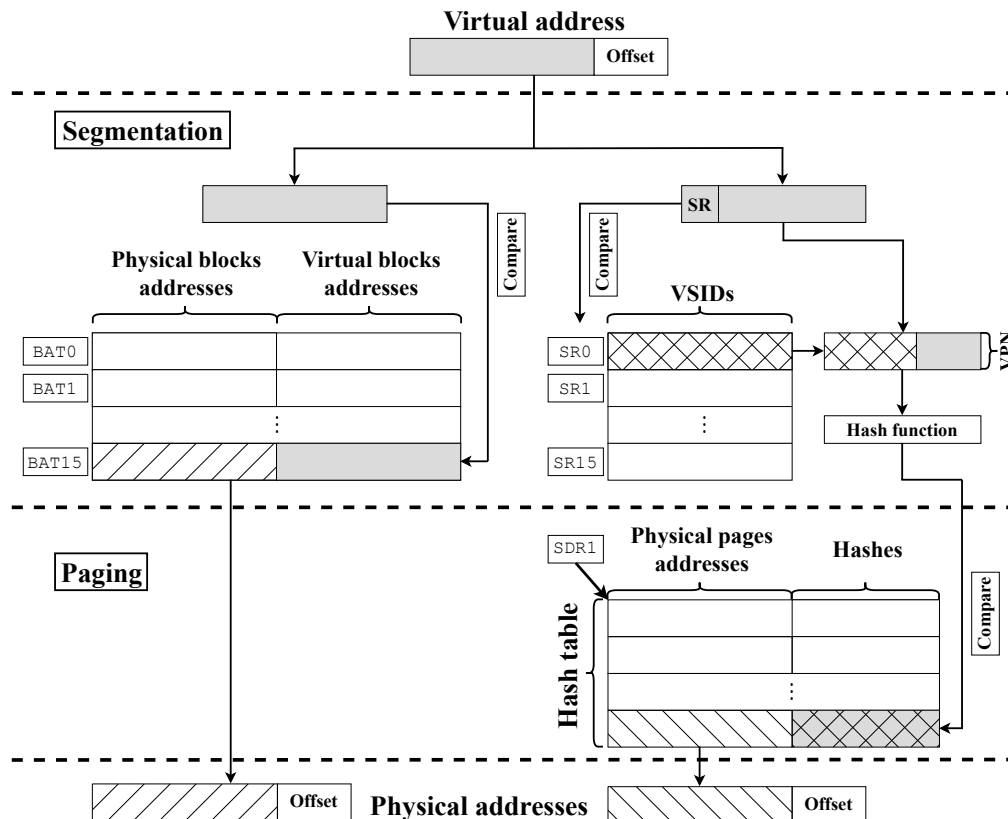 Virtual address
Offset
Segmentation
SR
Compare
Compare
Physical blocks
addresses
Virtual blocks
addresses
VSIDs
BAT0
BAT1
⋮
BAT15
SR0
SR1
⋮
SR15
VPN
Hash function
Paging
SDR1
Physical pages
addresses
Hashes
Hash table
⋮
Compare
Offset
Physical addresses
Offset